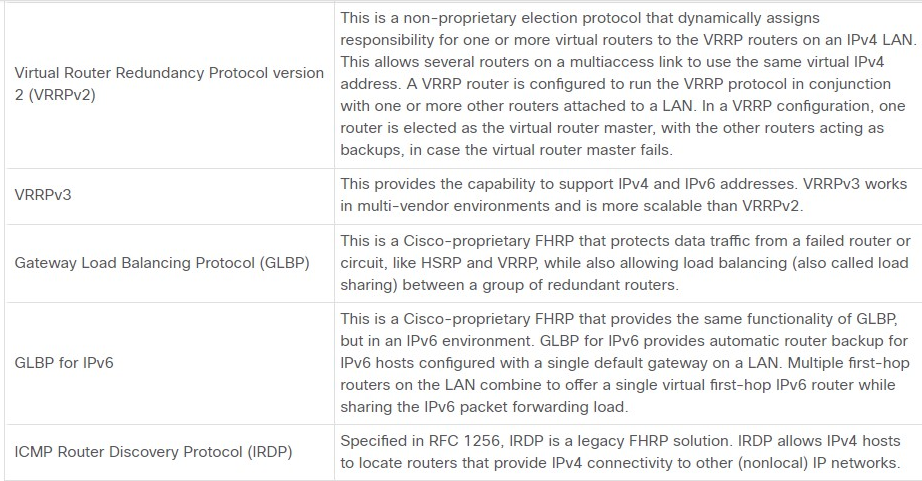 This is a non-proprietary election protocol that dynamically assigns
responsibility for one or more virtual routers to the VRRP routers on an IPv4 LAN.
This allows several routers on a multiaccess link to use the same virtual IPv4
Virtual Router Redundancy Protocol version
2 (VRRPv2)
address. A VRRP router is configured to run the VRRP protocol in conjunction
with one or more other routers attached to a LAN. In a VRRP configuration, one
router is elected as the virtual router master, with the other routers acting as
backups, in case the virtual router master fails.
VRRPv3
This provides the capability to support IPv4 and IPv6 addresses. VRRPv3 works
in multi-vendor environments and is more scalable than VRRPv2.
Gateway Load Balancing Protocol (GLBP)
This is a Cisco-proprietary FHRP that protects data traffic from a failed router or
circuit, like HSRP and VRRP, while also allowing load balancing (also called load
sharing) between a group of redundant routers.
GLBP for IPv6
This is a Cisco-proprietary FHRP that provides the same functionality of GLBP,
but in an IPv6 environment. GLBP for IPv6 provides automatic router backup for
IPv6 hosts configured with a single default gateway on a LAN. Multiple first-hop
routers on the LAN combine to offer a single virtual first-hop IPv6 router while
sharing the IPv6 packet forwarding load.
ICMP Router Discovery Protocol (IRDP)
Specified in RFC 1256, IRDP is a legacy FHRP solution. IRDP allows IPv4 hosts
to locate routers that provide IPv4 connectivity to other (nonlocal) IP networks.